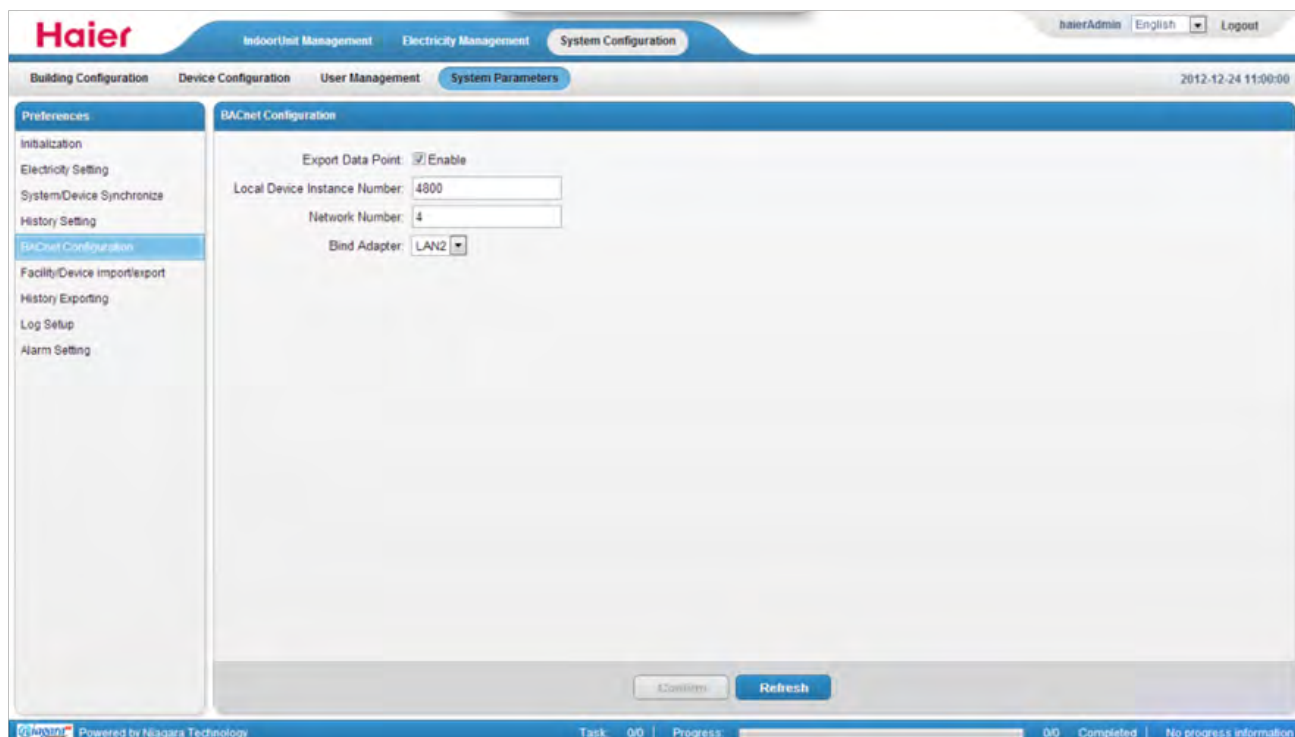 Haier
IndoorUnit Management Electricity Management System Configuration
haierAdmin English Logout
Building Configuration Device Configuration User Management System Parameters 2012-12-24 11:00:00
Preferences
Initialization
Electricity Setting
System/Device Synchronize
History Setting
BACnet Configuration
Facility/Device import/export
History Exporting
Log Setup
Alarm Setting
BACnet Configuration
Export Data Point: Enable
Local Device Instance Number: 4800
Network Number: 4
Bind Adapter: LAN2
Confirm Refresh
Powered by Niagara Technology Task: 0/0 Progress: 0/0 Completed No progress information